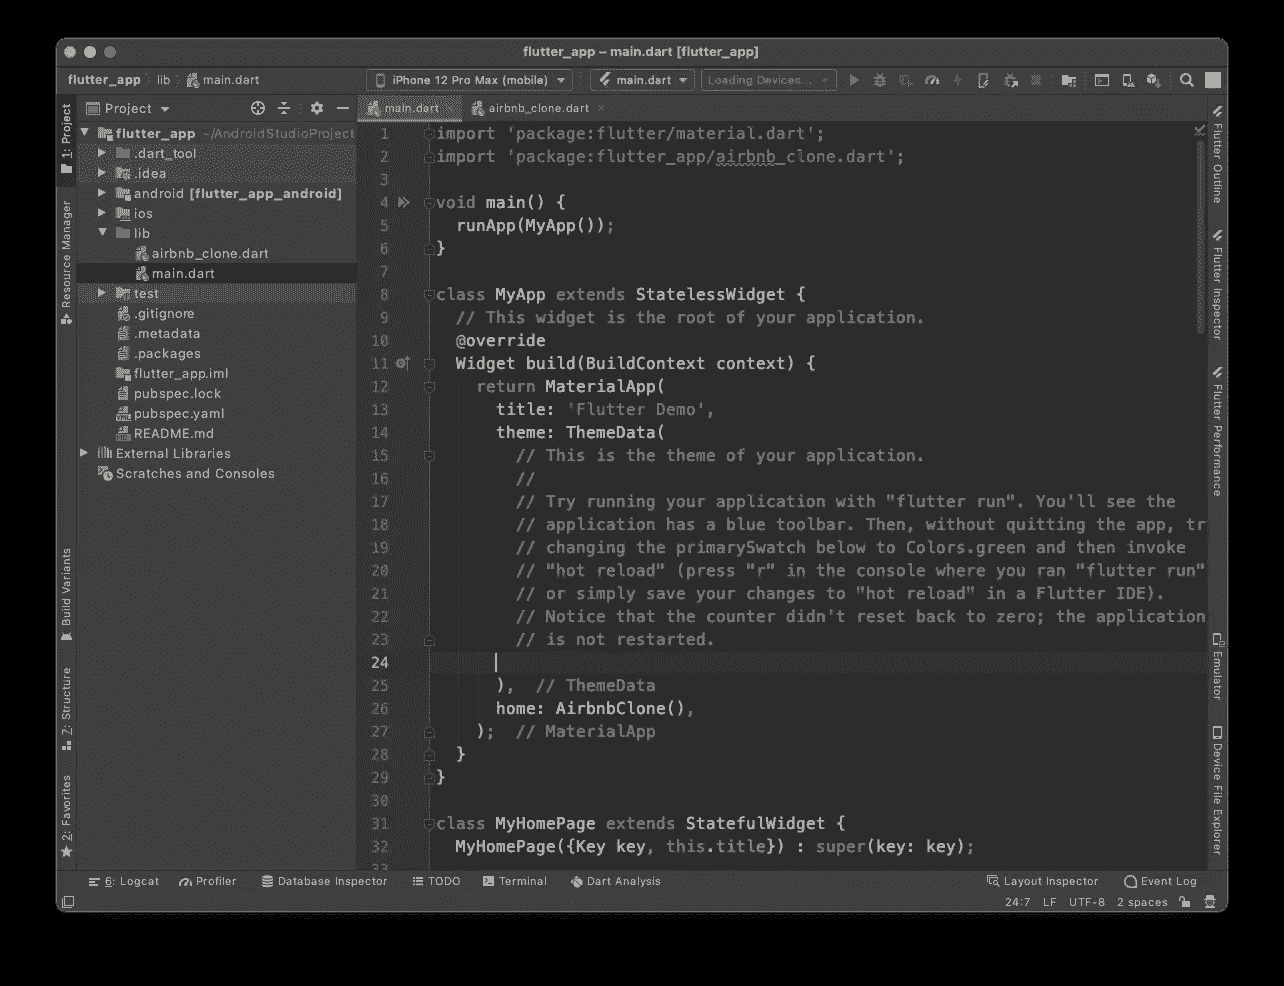 flutter_app – main.dart [flutter_app]
flutter_app lib main.dart
iPhone 12 Pro Max (mobile) main.dart Loading Devices...
Project
main.dart airbnb_clone.dart
1: Project
Resource Manager
Build Variants
Z: Structure
2: Favorites
flutter_app ~/AndroidStudioProject
.dart_tool
.idea
android [flutter_app_android]
ios
lib
airbnb_clone.dart
main.dart
test
.gitignore
.metadata
.packages
flutter_app.iml
pubspec.lock
pubspec.yaml
README.md
External Libraries
Scratches and Consoles
1 import 'package:flutter/material.dart';
2 import 'package:flutter_app/airbnb_clone.dart';
3
4 void main() {
5 runApp(MyApp());
6 }
7
8 class MyApp extends StatelessWidget {
9 // This widget is the root of your application.
10 @override
11 Widget build(BuildContext context) {
12 return MaterialApp(
13 title: 'Flutter Demo',
14 theme: ThemeData(
15 // This is the theme of your application.
16 //
17 // Try running your application with "flutter run". You'll see the
18 // application has a blue toolbar. Then, without quitting the app, tr
19 // changing the primarySwatch below to Colors.green and then invoke
20 // "hot reload" (press "r" in the console where you ran "flutter run"
21 // or simply save your changes to "hot reload" in a Flutter IDE).
22 // Notice that the counter didn't reset back to zero; the application
23 // is not restarted.
24
25 ), // ThemeData
26 home: AirbnbClone(),
27 ); // MaterialApp
28 }
29 }
30
31 class MyHomePage extends StatefulWidget {
32 MyHomePage({Key key, this.title}) : super(key: key);
33
Flutter Outline
Flutter Inspector
Flutter Performance
Emulator
Device File Explorer
6: Logcat Profiler Database Inspector TODO Terminal Dart Analysis Layout Inspector Event Log
24:7 LF UTF-8 2 spaces